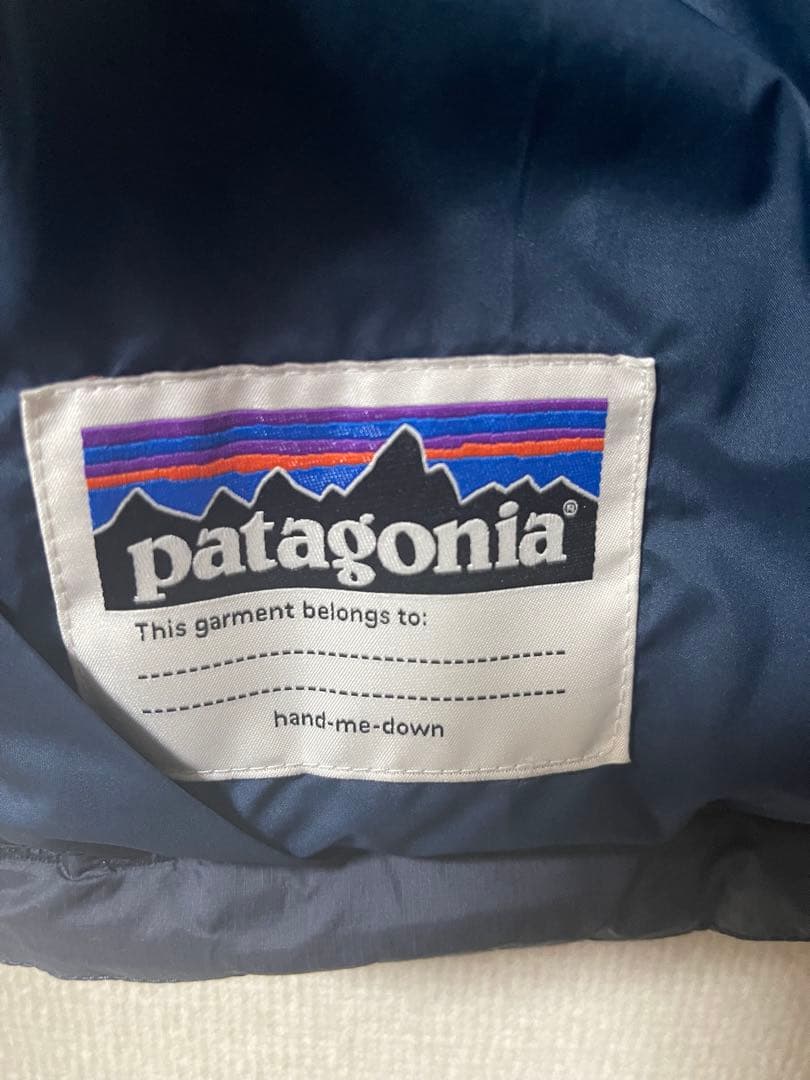 patagonia®
This garment belongs to:
hand-me-down